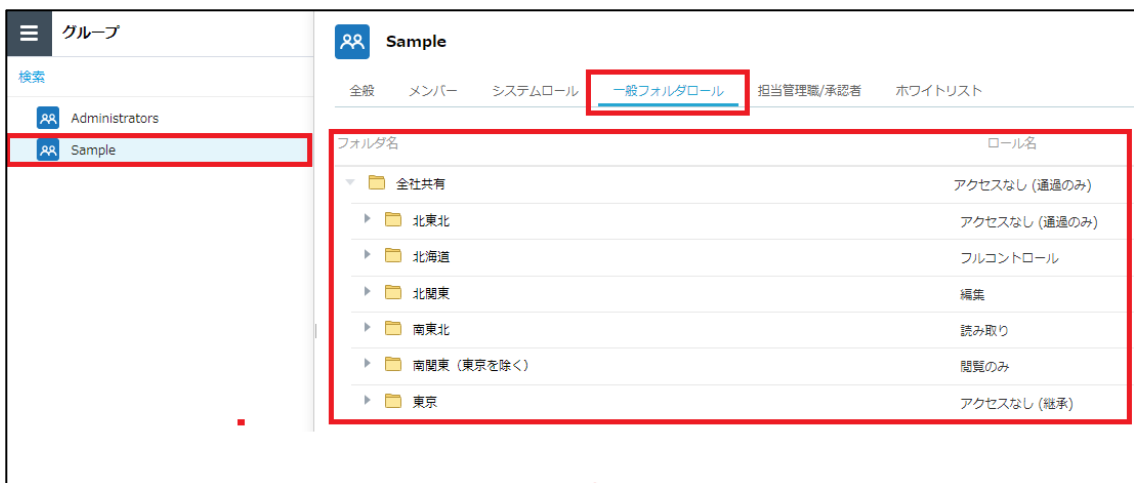 グループ
検索
Administrators
Sample
Sample
全般 メンバー システムロール 一般フォルダロール 担当管理職/承認者 ホワイトリスト
フォルダ名 ロール名
全社共有 アクセスなし (通過のみ)
北東北 アクセスなし (通過のみ)
北海道 フルコントロール
北関東 編集
南東北 読み取り
南関東（東京を除く） 閲覧のみ
東京 アクセスなし (継承)